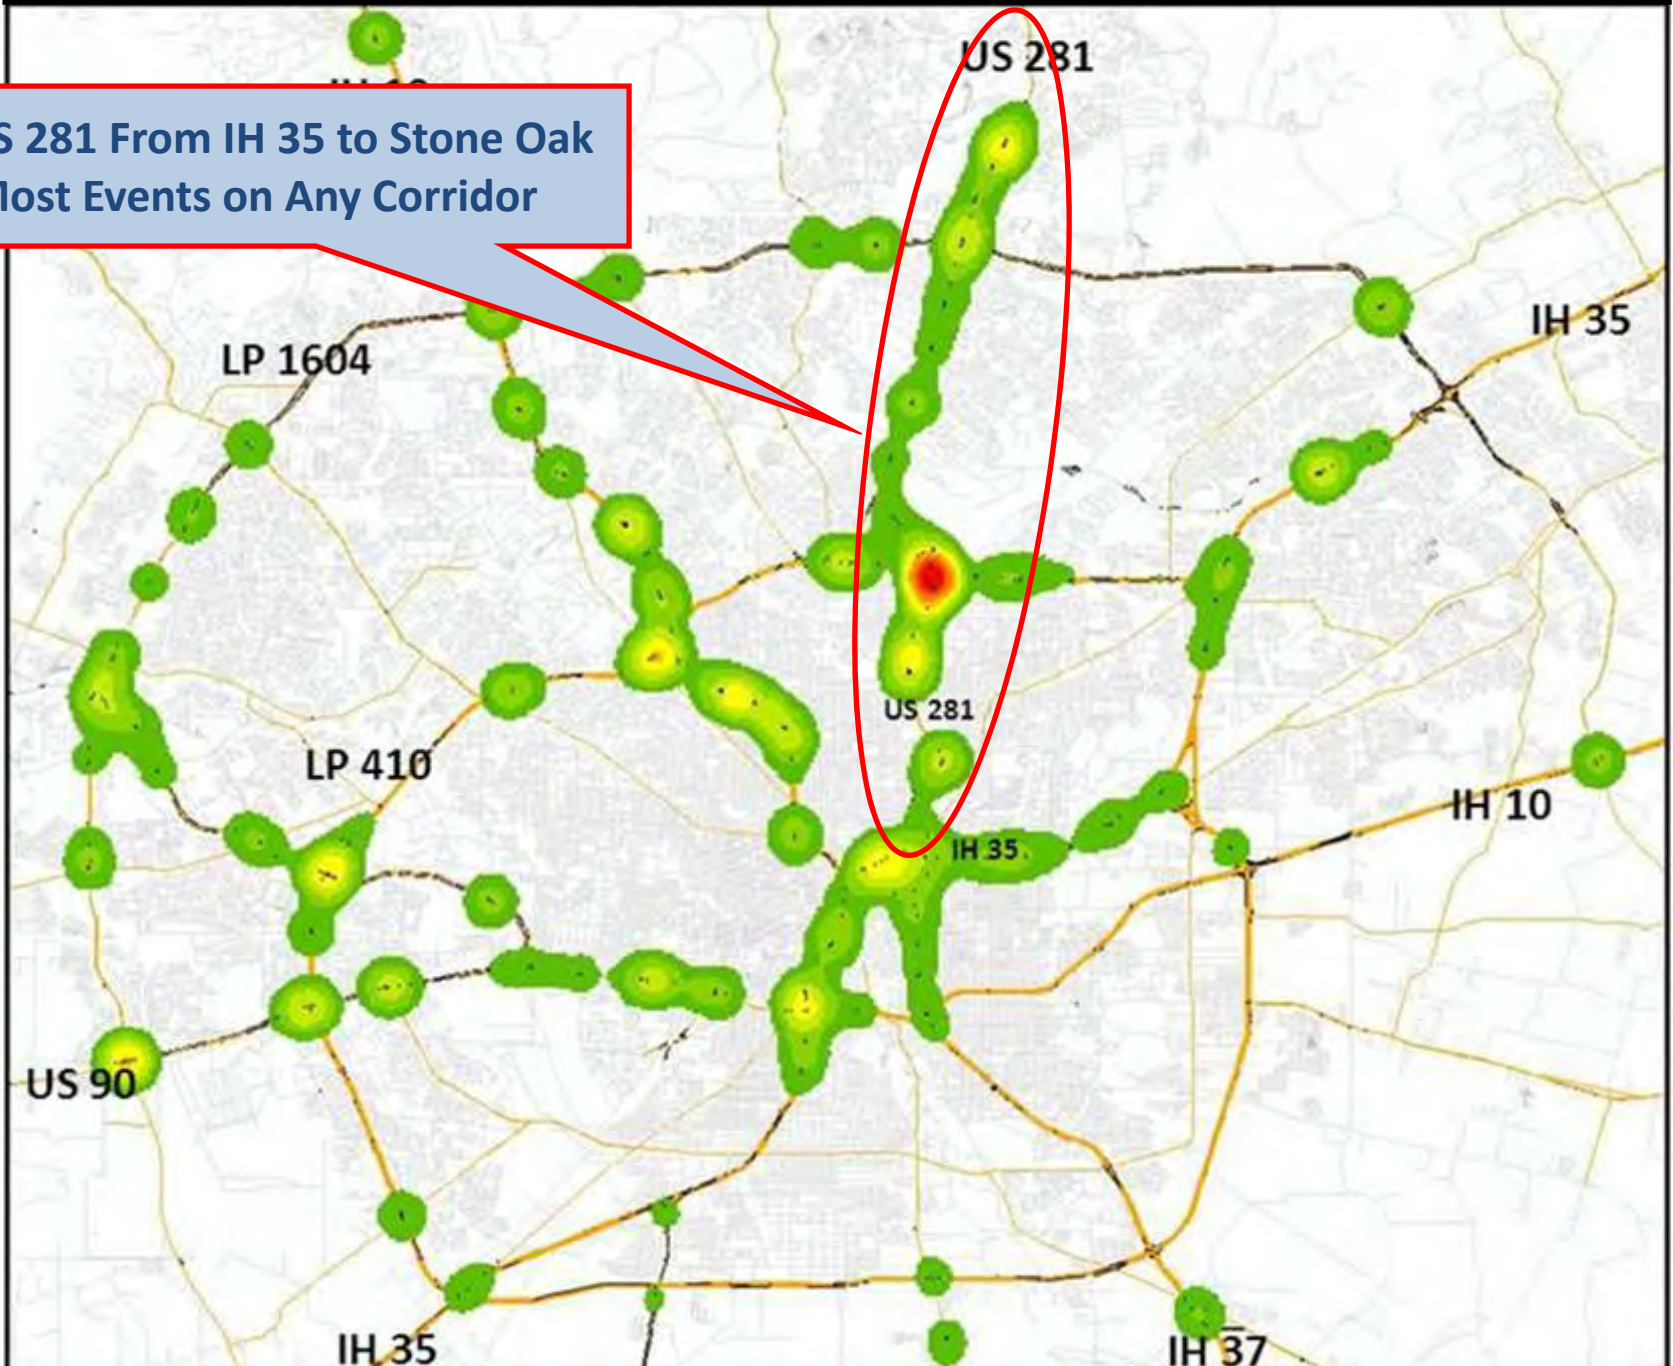 US 281
S 281 From IH 35 to Stone Oak
Most Events on Any Corridor
IH 35
LP 1604
US 281
LP 410
IH 10
IH 35
US 90
IH 35
IH 37